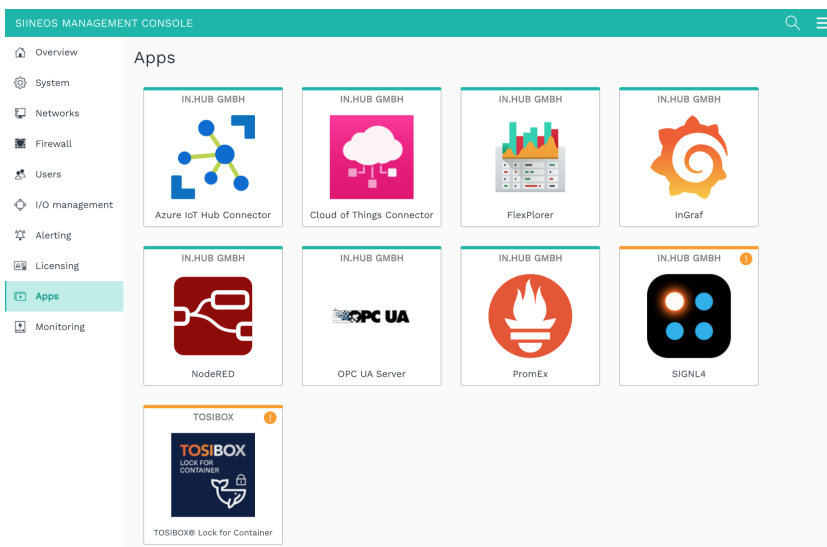 SIINEOS MANAGEMENT CONSOLE
Overview
System
Networks
Firewall
Users
I/O management
Alerting
Licensing
Apps
Monitoring
Apps
IN.HUB GMBH
Azure IoT Hub Connector
IN.HUB GMBH
Cloud of Things Connector
IN.HUB GMBH
FlexPlorer
IN.HUB GMBH
InGraf
IN.HUB GMBH
NodeRED
IN.HUB GMBH
OPC UA
OPC UA Server
IN.HUB GMBH
PromEx
IN.HUB GMBH
!
SIGNL4
TOSIBOX
!
TOSIBOX
LOCK FOR
CONTAINER
TOSIBOX® Lock for Container